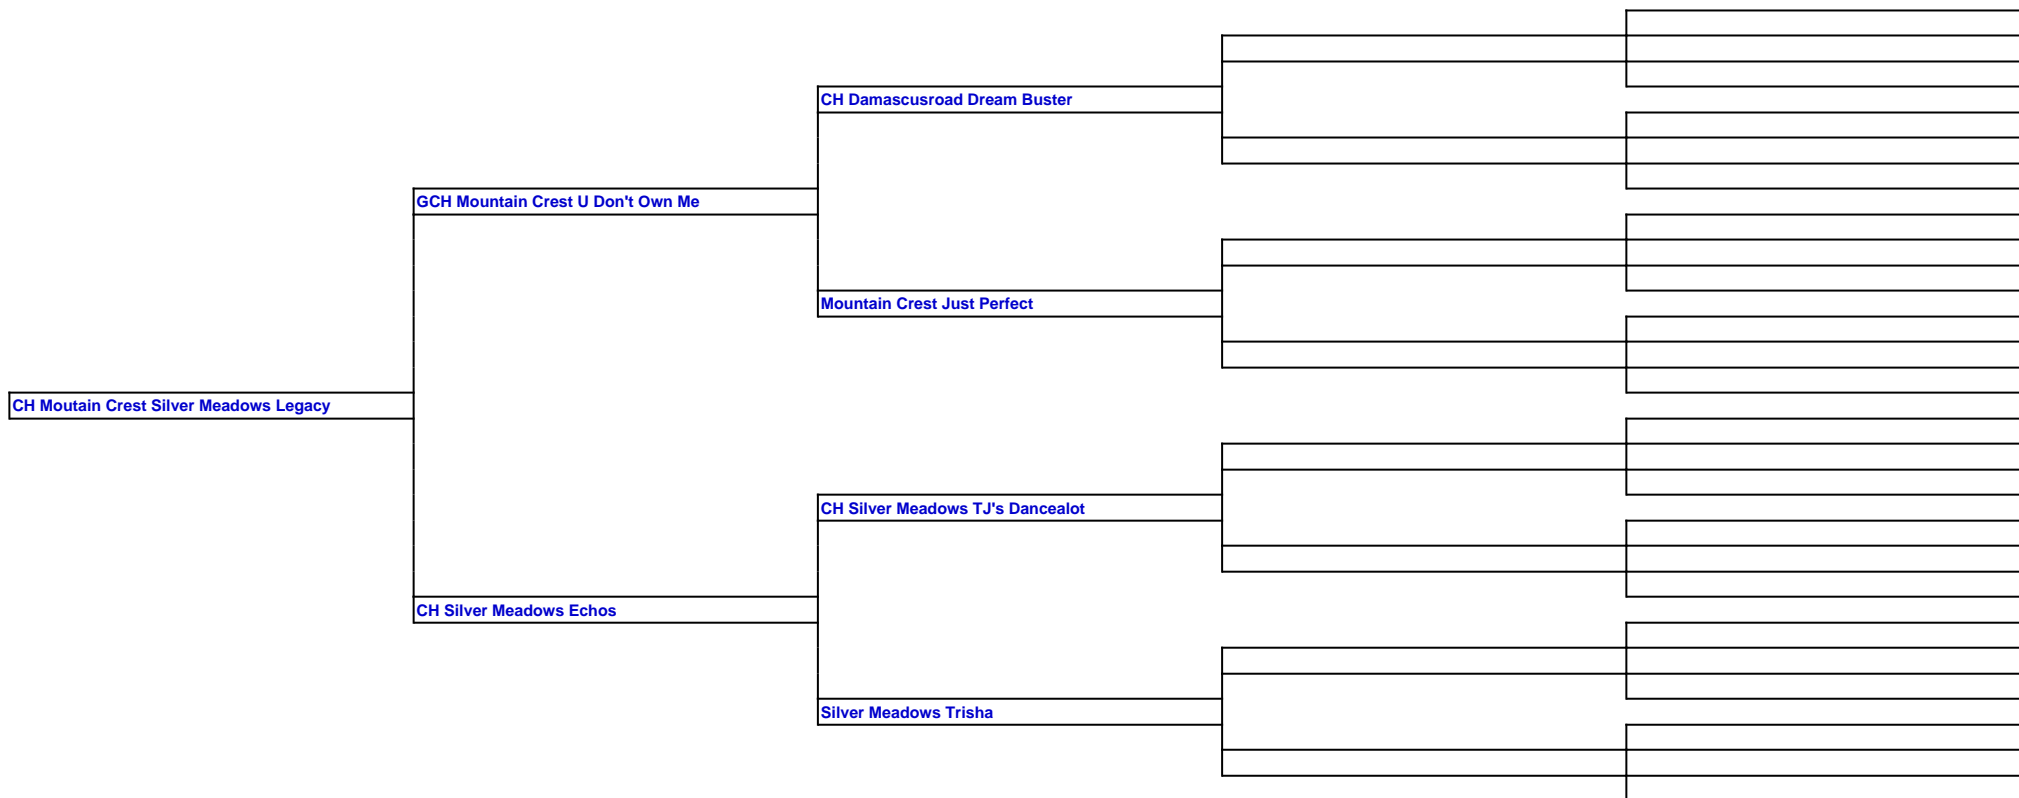 CH Damascusroad Dream Buster
GCH Mountain Crest U Don't Own Me
Mountain Crest Just Perfect
CH Moutain Crest Silver Meadows Legacy
CH Silver Meadows TJ's Dancealot
CH Silver Meadows Echos
Silver Meadows Trisha